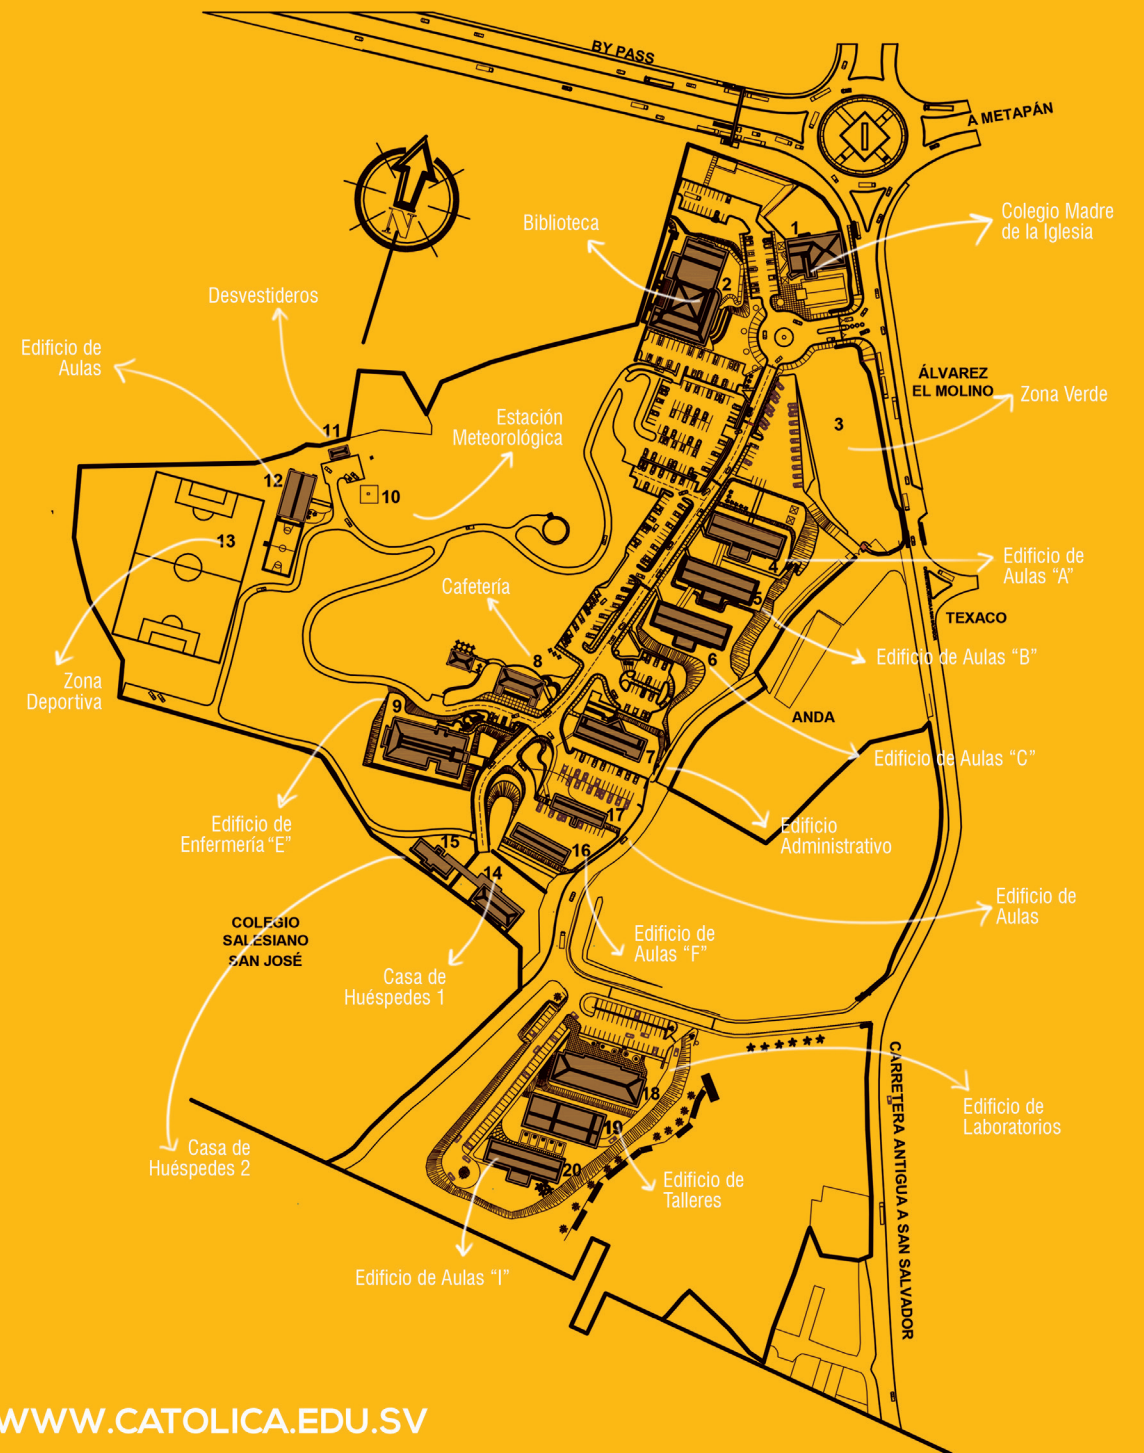 BY PASS
A METAPÁN
Colegio Madre
de la Iglesia
1
Biblioteca
2
Desvestideros
Edificio de
Aulas
ÁLVAREZ
EL MOLINO
Zona Verde
3
Estación
Meteorológica
11
12
10
13
N
Edificio de
Aulas "A"
4
Cafetería
5
TEXACO
6
Edificio de Aulas "B"
8
Zona
Deportiva
9
ANDA
7
Edificio de Aulas "C"
Edificio de
Enfermería "E"
17
Edificio
Administrativo
15
16
14
Edificio de
Aulas
COLEGIO
SALESIANO
SAN JOSÉ
Edificio de
Aulas "F"
Casa de
Huéspedes 1
CARRETERA ANTIGUA A SAN SALVADOR
18
Edificio de
Laboratorios
19
Casa de
Huéspedes 2
20
Edificio de
Talleres
Edificio de Aulas "I"
WWW.CATOLICA.EDU.SV